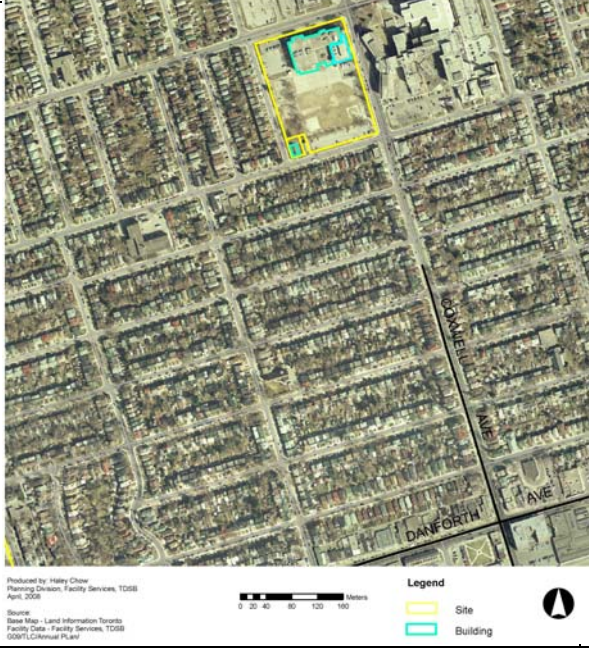 COXWELL AVE
DANFORTH AVE
Produced by: Haley Chow
Planning Division, Facility Services, TDSB
April, 2008
Source:
Base Map - Land Information Toronto
Facility Data - Facility Services, TDSB
G09/TLC/Annual PLan/
Meters
0 20 40 80 120 160
Legend
Site
Building